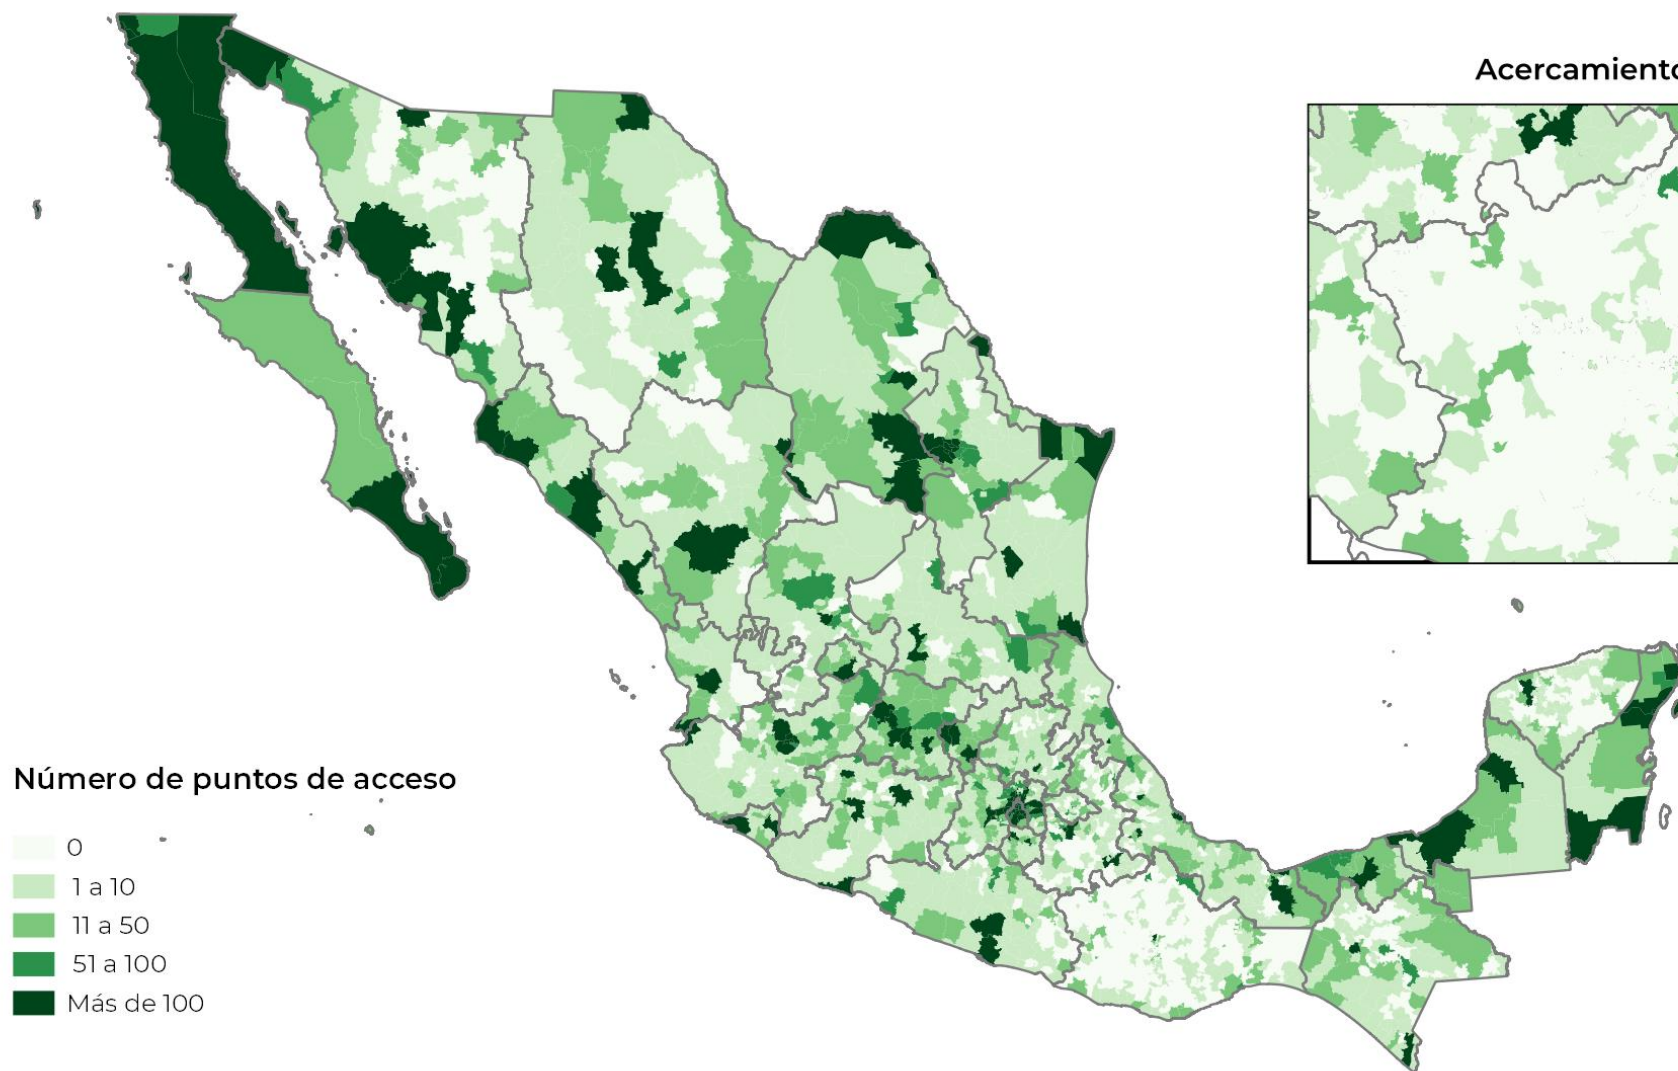 Acercamiento
Número de puntos de acceso
0
1 a 10
11 a 50
51 a 100
Más de 100